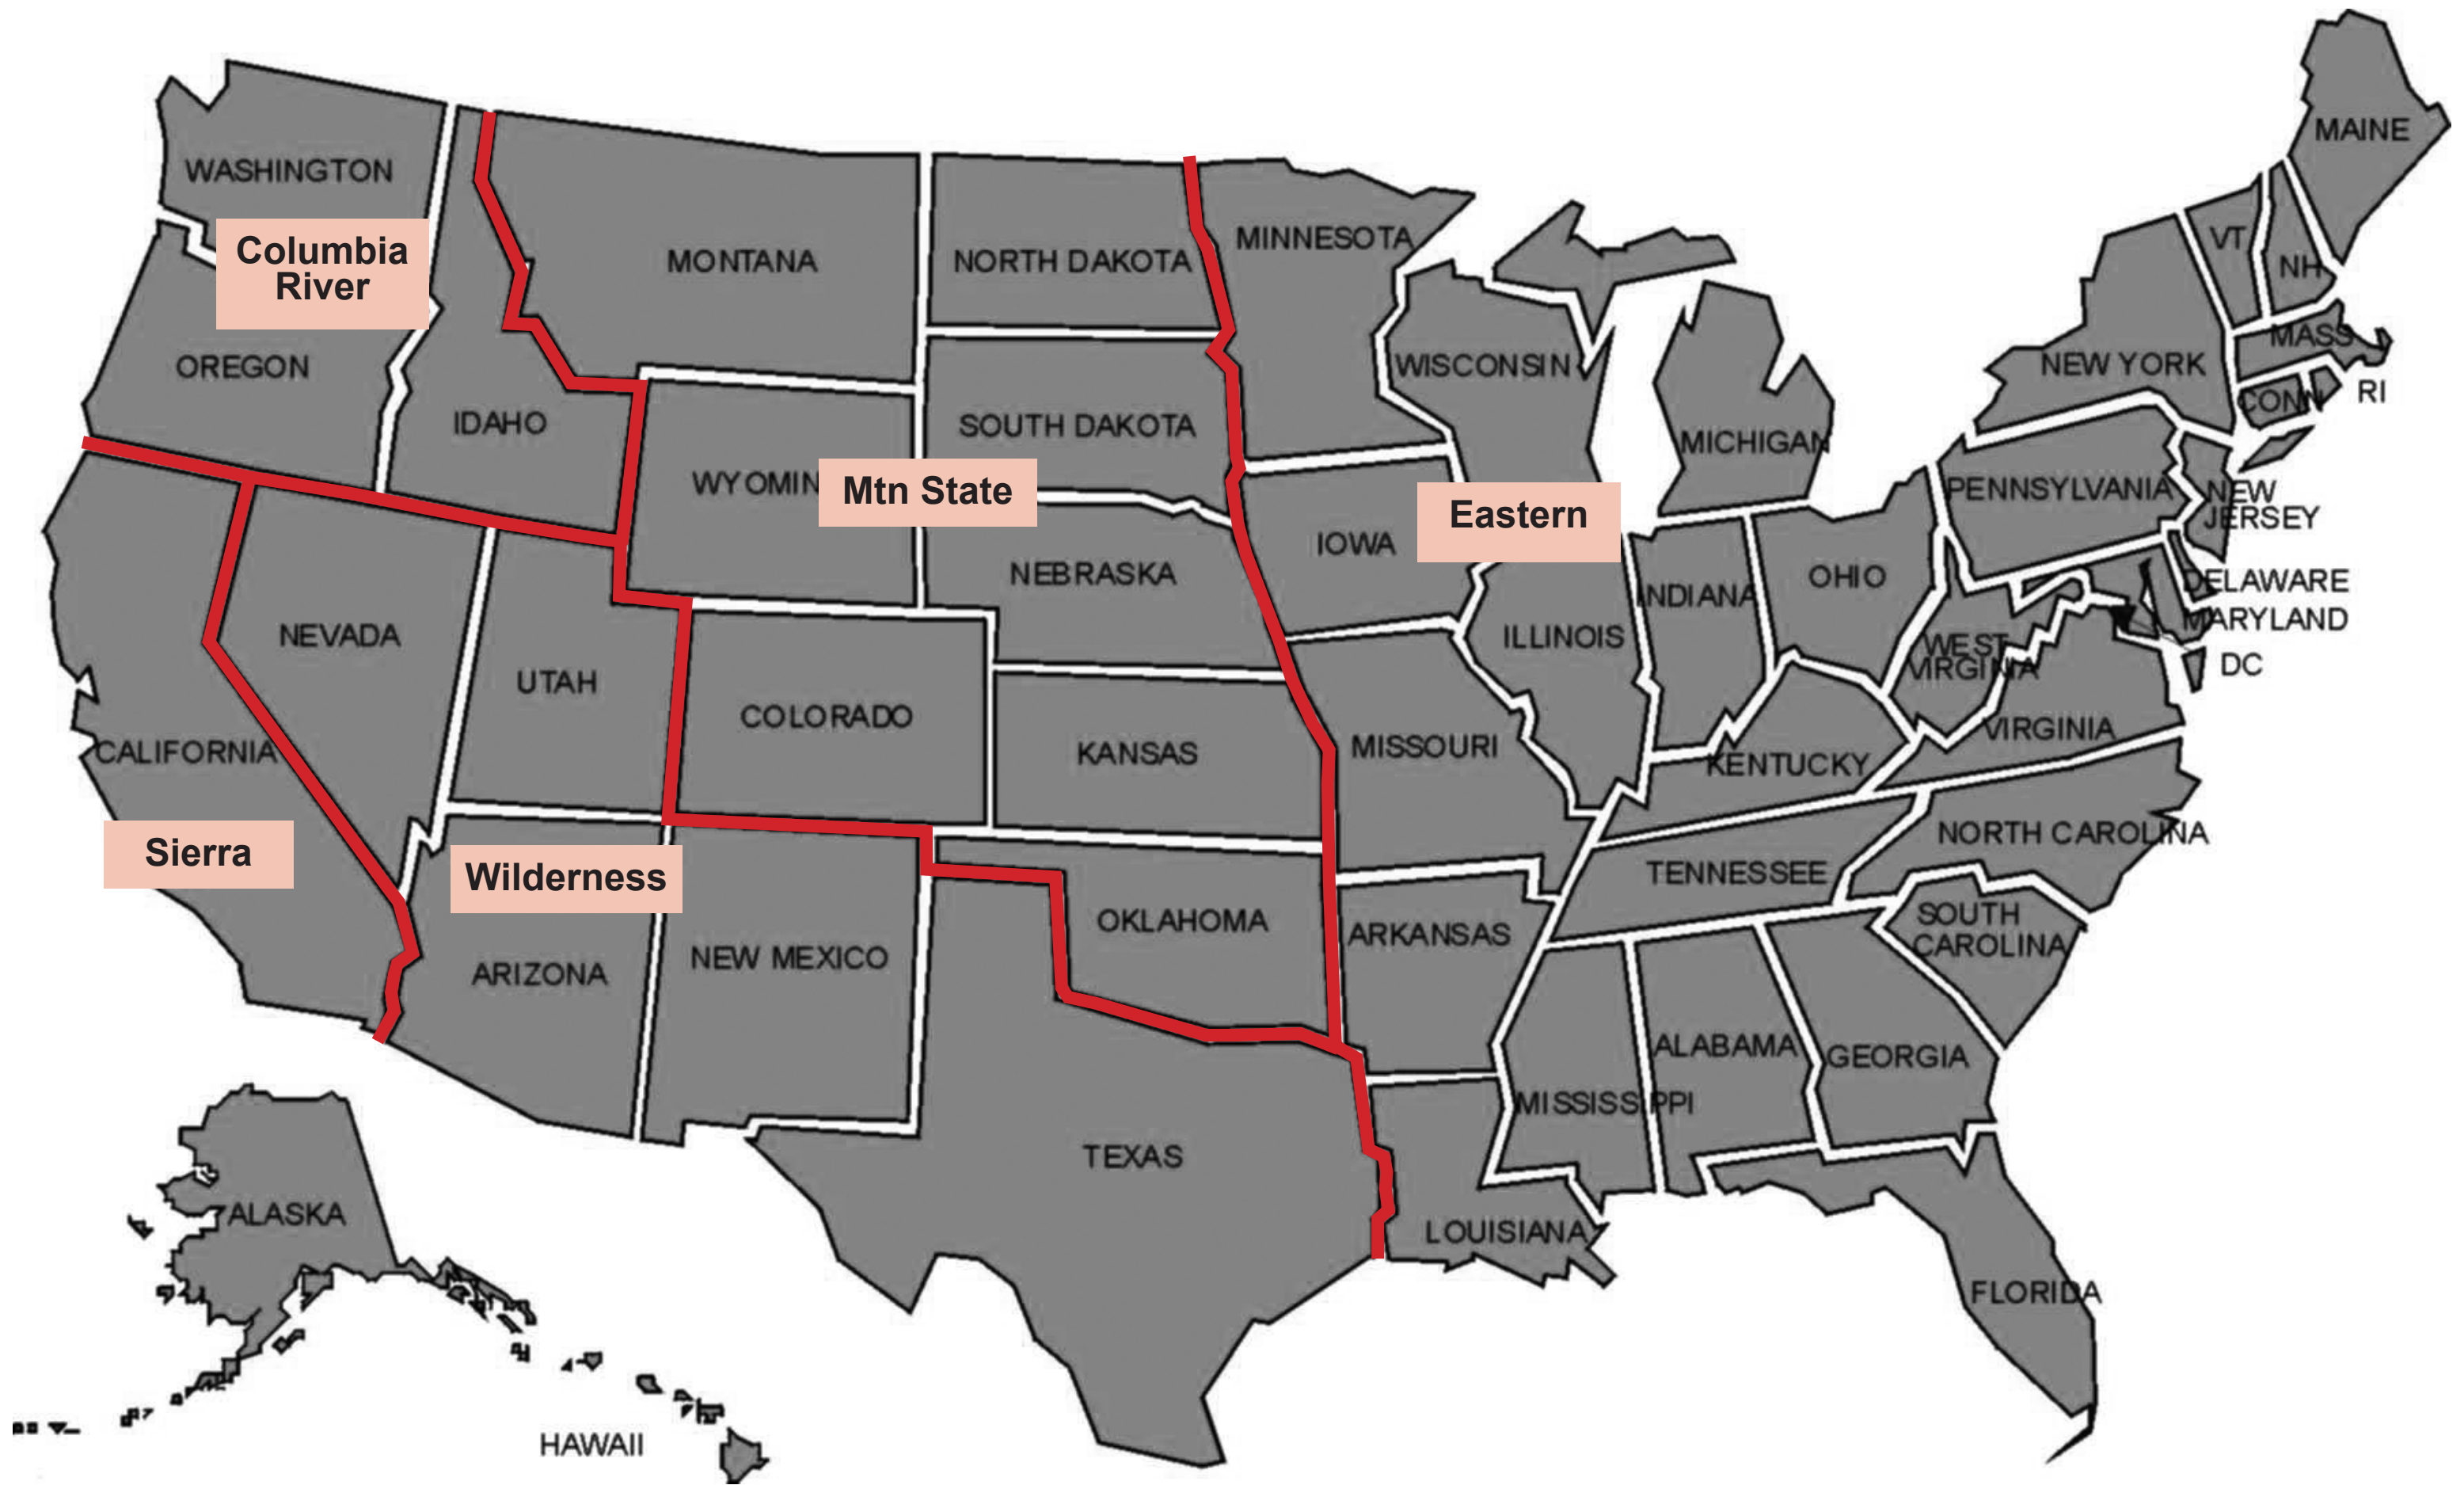 WASHINGTON
Columbia
River
OREGON
IDAHO
MONTANA
NORTH DAKOTA
SOUTH DAKOTA
WYOMIN
Mtn State
NEBRASKA
MINNESOTA
WISCONSIN
IOWA
Eastern
MICHIGAN
ILLINOIS
INDIANA
OHIO
PENNSYLVANIA
NEW YORK
VT
NH
MAINE
MASS
CONN
RI
NEW
JERSEY
DELAWARE
MARYLAND
DC
WEST
VIRGINIA
VIRGINIA
KENTUCKY
NORTH CAROLINA
TENNESSEE
SOUTH
CAROLINA
NEVADA
UTAH
COLORADO
KANSAS
MISSOURI
CALIFORNIA
Sierra
Wilderness
ARIZONA
NEW MEXICO
OKLAHOMA
ARKANSAS
TEXAS
LOUISIANA
MISSISSIPPI
ALABAMA
GEORGIA
FLORIDA
ALASKA
HAWAII